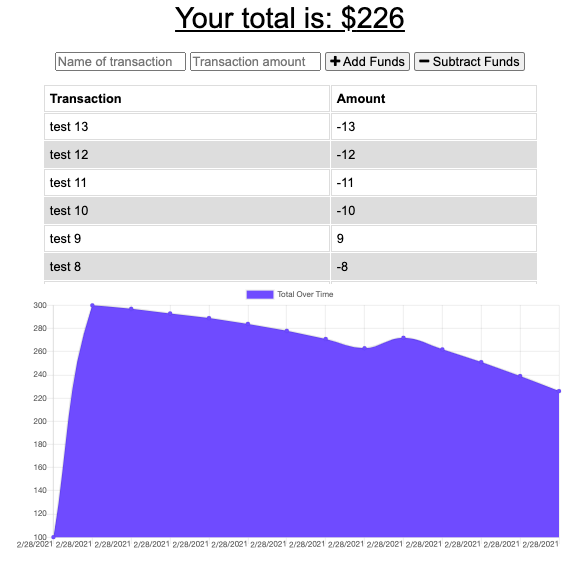 Your total is: $226
Name of transaction Transaction amount Add Funds Subtract Funds
Transaction Amount
test 13 -13
test 12 -12
test 11 -11
test 10 -10
test 9 9
test 8 -8
Total Over Time
300
280
260
240
220
200
180
160
140
120
100
2/28/2021 2/28/2021 2/28/2021 2/28/2021 2/28/2021 2/28/2021 2/28/2021 2/28/2021 2/28/2021 2/28/2021 2/28/2021 2/28/2021 2/28/2021 2/28/2021